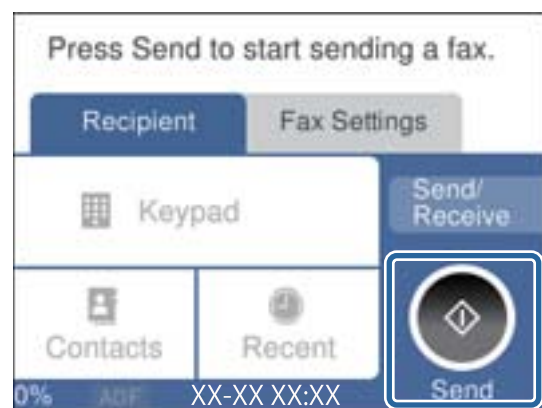 Press Send to start sending a fax.
Recipient
Fax Settings
Keypad
Send/
Receive
Contacts
Recent
0%
ADF
XX-XX XX:XX
Send